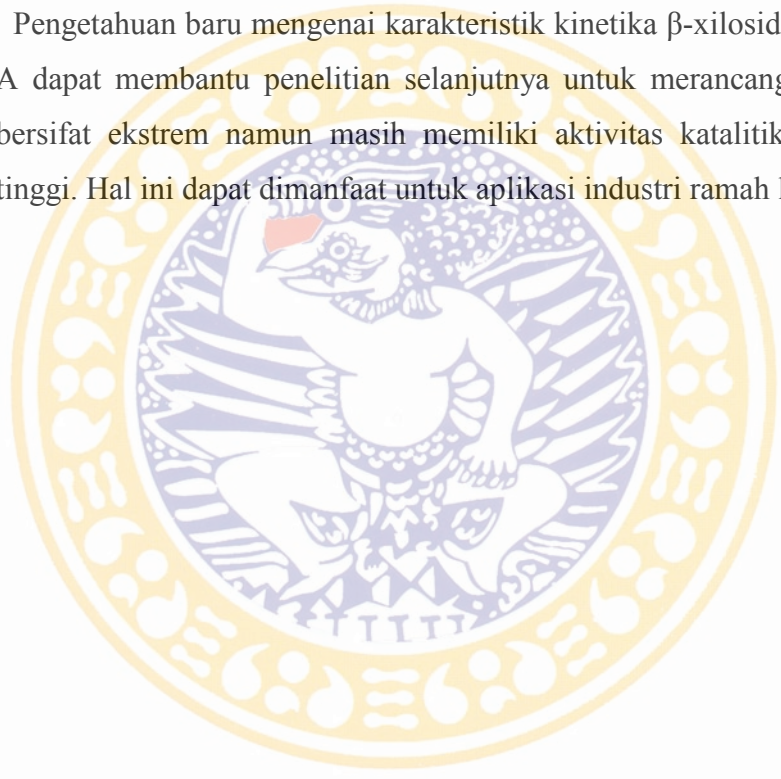 Pengetahuan baru mengenai karakteristik kinetika β-xilosid
A dapat membantu penelitian selanjutnya untuk merancang
bersifat ekstrem namun masih memiliki aktivitas katalitik
tinggi. Hal ini dapat dimanfaat untuk aplikasi industri ramah